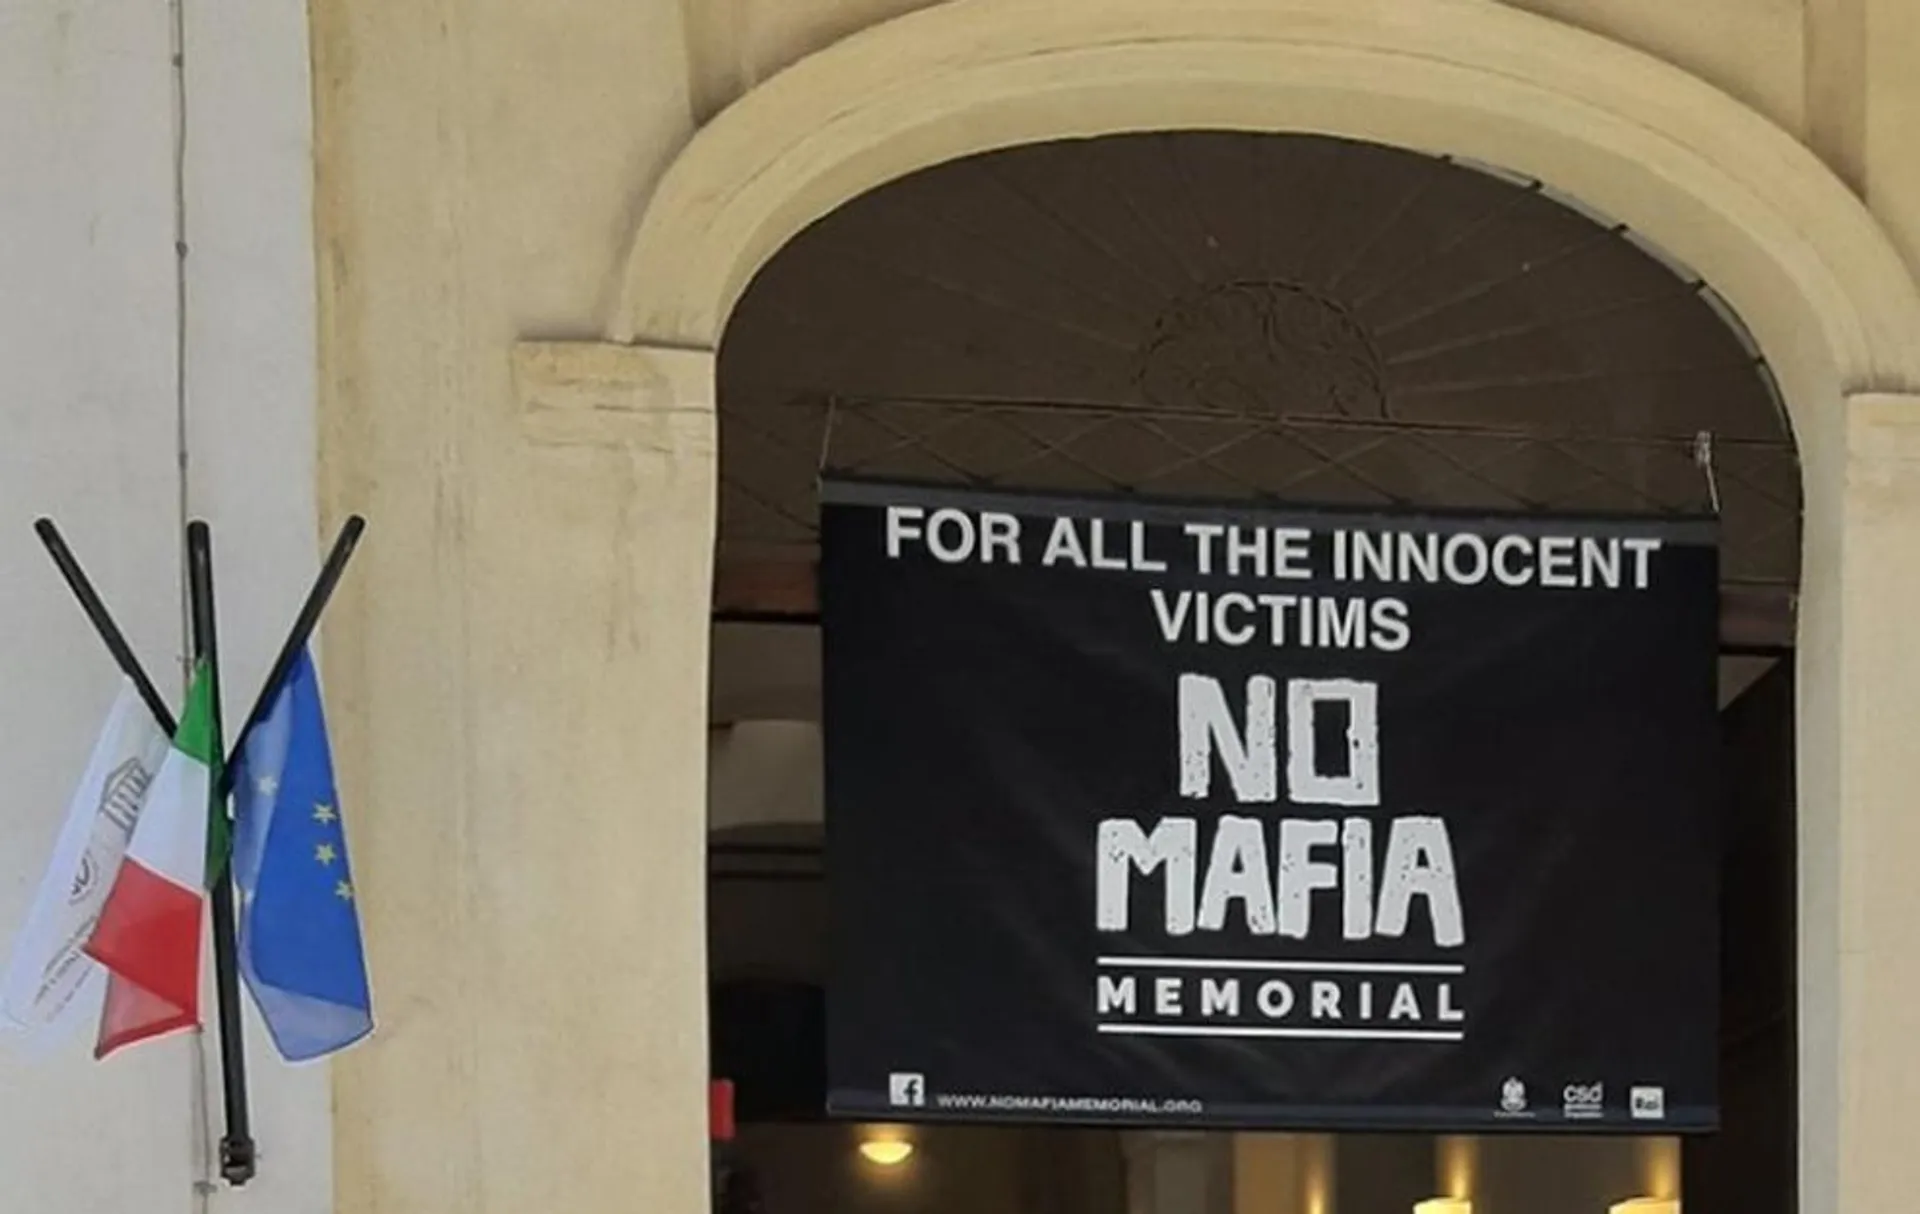 FOR ALL THE INNOCENT
VICTIMS
NO
MAFIA
MEMORIAL
f www.NOMAFIAMEMORIAL.org
csd